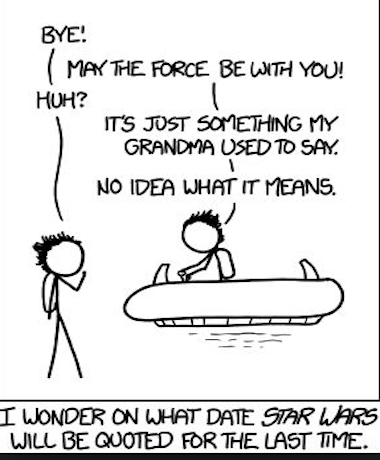 BYE!
MAY THE FORCE BE WITH YOU!
HUH?
IT'S JUST SOMETHING MY
GRANDMA USED TO SAY.
NO IDEA WHAT IT MEANS.
I WONDER ON WHAT DATE STAR WARS
WILL BE QUOTED FOR THE LAST TIME.